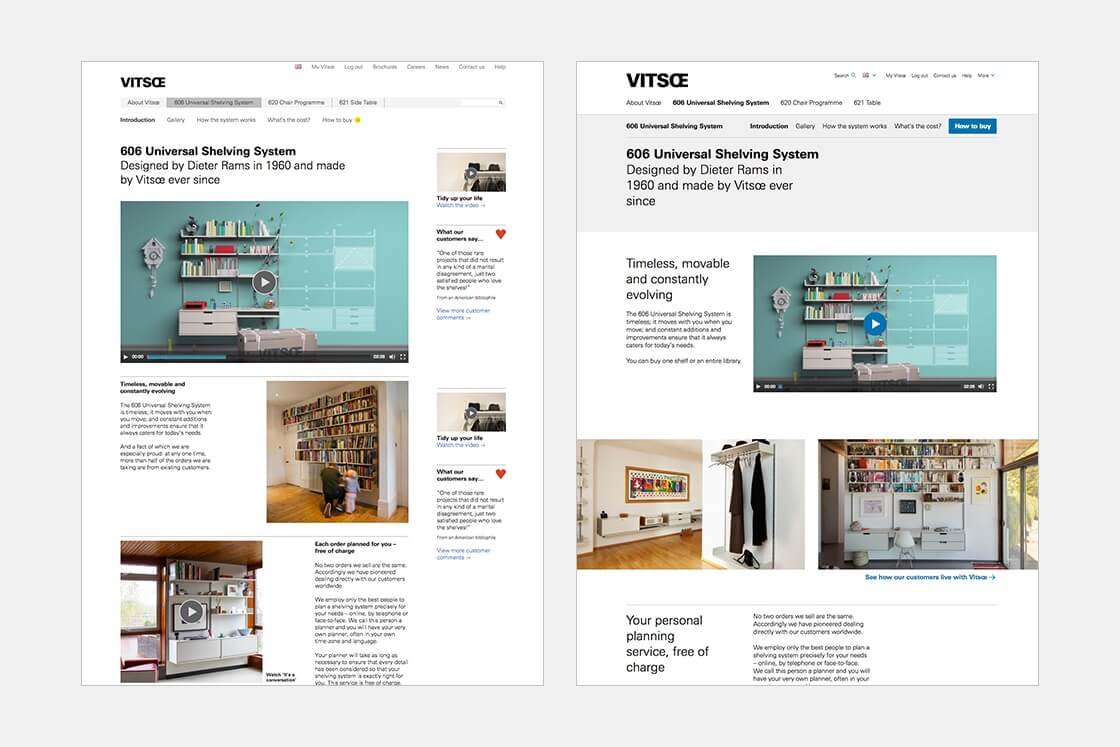 My Vitsœ Log out Brochures Careers News Contact us Help
VITSŒ
About Vitsœ 606 Universal Shelving System 620 Chair Programme 621 Side Table
Introduction Gallery How the system works What's the cost? How to buy
606 Universal Shelving System
Designed by Dieter Rams in 1960 and made
by Vitsœ ever since
00:00 02:08
VITSŒ
Timeless, movable and
constantly evolving
The 606 Universal Shelving System
is timeless; it moves with you when
you move; and constant additions
and improvements ensure that it
always caters for today's needs.
And a fact of which we are
especially proud: at any one time,
more than half of the orders we are
taking are from existing customers.
Each order planned for you –
free of charge
No two orders we sell are the same.
Accordingly we have pioneered
dealing directly with our customers
worldwide.
We employ only the best people to
plan a shelving system precisely for
your needs – online, by telephone or
face-to-face. We call this person a
planner and you will have your very
own planner, often in your own
time-zone and language.
Your planner will take as long as
necessary to ensure that every detail
has been considered so that your
shelving system is exactly right for
you. This service is free of charge.
Watch 'It's a
conversation'
Tidy up your life
Watch the video →
What our
customers say…
"One of those rare
projects that did not result
in any kind of a marital
disagreement, just two
satisfied people who love
the shelves!"
From an American bibliophile
View more customer
comments →
Tidy up your life
Watch the video →
What our
customers say…
"One of those rare
projects that did not result
in any kind of a marital
disagreement, just two
satisfied people who love
the shelves!"
From an American bibliophile
View more customer
comments →
VITSŒ
Search My Vitsœ Log out Contact us Help More
About Vitsœ 606 Universal Shelving System 620 Chair Programme 621 Table
606 Universal Shelving System Introduction Gallery How the system works What's the cost? How to buy
606 Universal Shelving System
Designed by Dieter Rams in
1960 and made by Vitsœ ever
since
Timeless, movable
and constantly
evolving
The 606 Universal Shelving System is
timeless; it moves with you when you
move; and constant additions and
improvements ensure that it always
caters for today's needs.
You can buy one shelf or an entire library.
00:00 02:08
See how our customers live with Vitsœ →
Your personal
planning
service, free of
charge
No two orders we sell are the same.
Accordingly we have pioneered dealing
directly with our customers worldwide.
We employ only the best people to plan a
shelving system precisely for your needs
– online, by telephone or face-to-face.
We call this person a planner and you will
have your very own planner, often in your